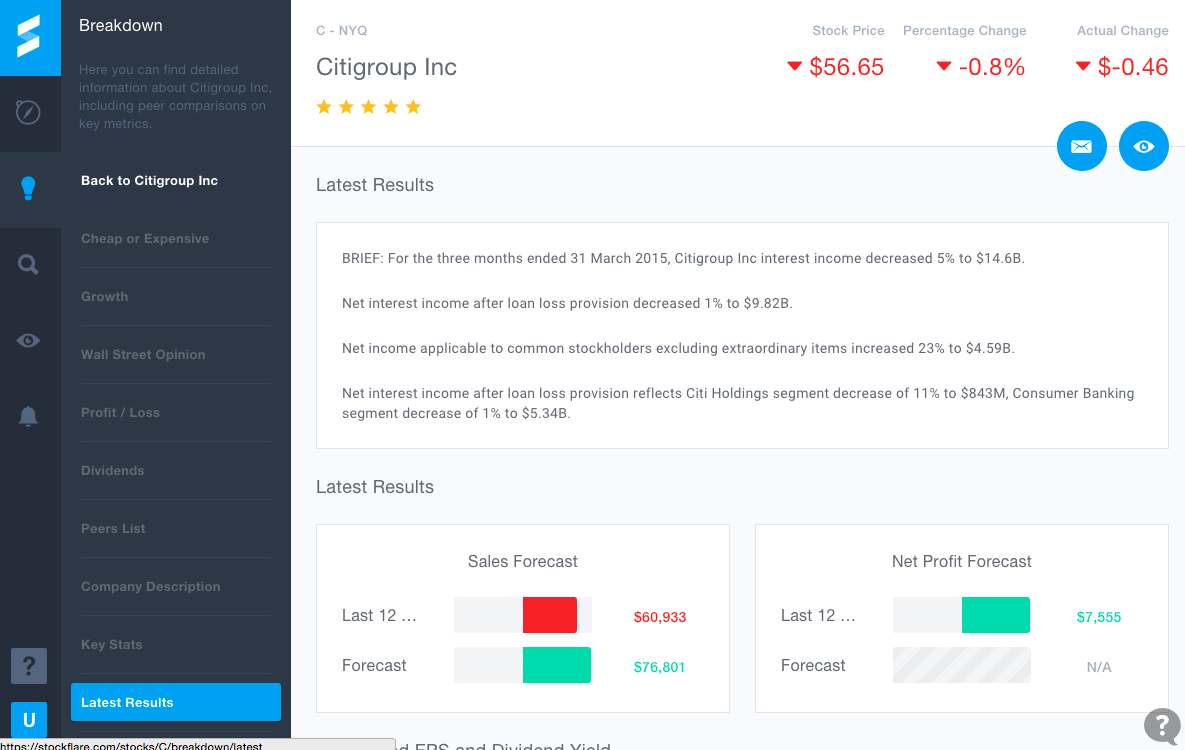 Breakdown
Here you can find detailed
information about Citigroup Inc,
including peer comparisons on
key metrics.
Back to Citigroup Inc
Cheap or Expensive
Growth
Wall Street Opinion
Profit / Loss
Dividends
Peers List
Company Description
Key Stats
Latest Results
?
U
https://stockflare.com/stocks/C/breakdown/latest
C - NYQ
Citigroup Inc
Stock Price
$56.65
Percentage Change
-0.8%
Actual Change
$-0.46
Latest Results
BRIEF: For the three months ended 31 March 2015, Citigroup Inc interest income decreased 5% to $14.6B.
Net interest income after loan loss provision decreased 1% to $9.82B.
Net income applicable to common stockholders excluding extraordinary items increased 23% to $4.59B.
Net interest income after loan loss provision reflects Citi Holdings segment decrease of 11% to $843M, Consumer Banking
segment decrease of 1% to $5.34B.
Latest Results
Sales Forecast
Last 12 ... $60,933
Forecast $76,801
Net Profit Forecast
Last 12 ... $7,555
Forecast N/A
EPS and Dividend Yield
?